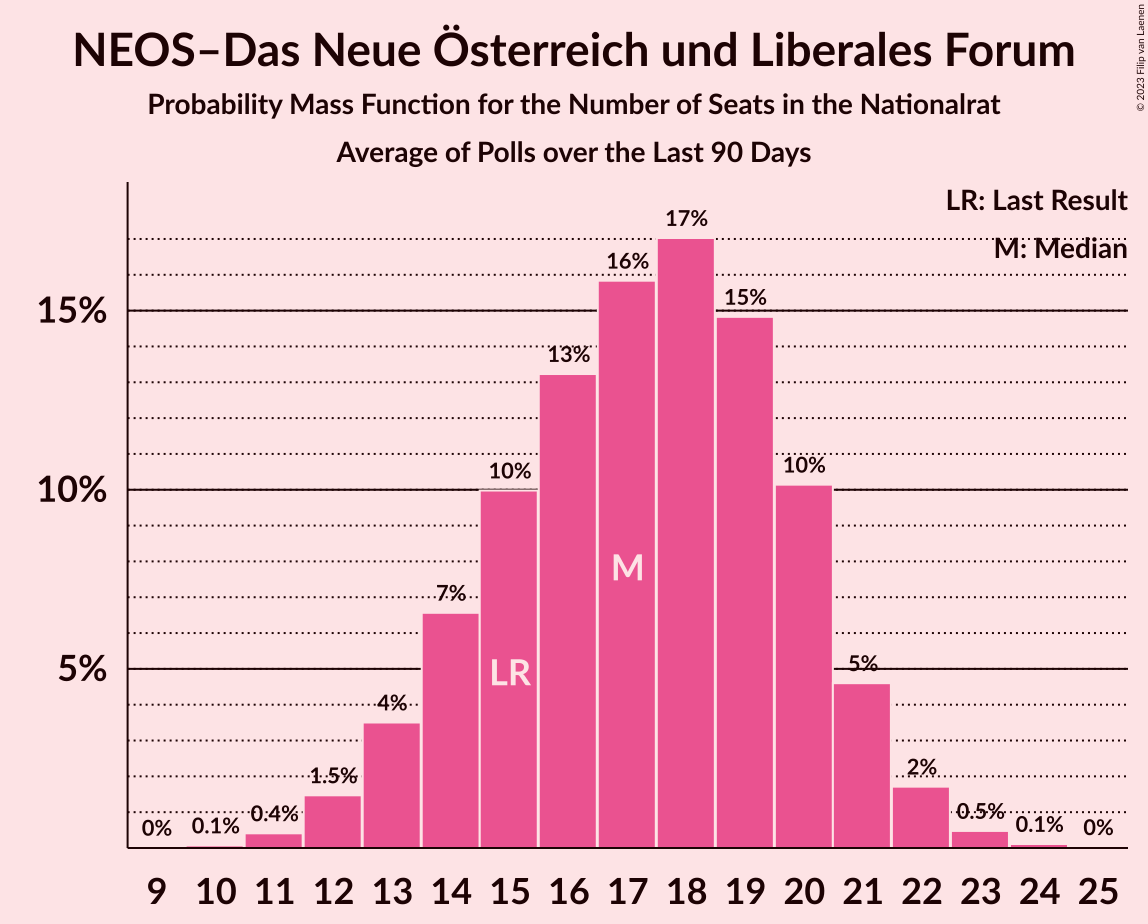 NEOS–Das Neue Österreich und Liberales Forum
Probability Mass Function for the Number of Seats in the Nationalrat
Average of Polls over the Last 90 Days
© 2023 Filip van Laenen
LR: Last Result
M: Median
17%
16%
15%
15%
13%
10%
10%
10%
M
7%
LR
5%
5%
4%
2%
1.5%
0.4%
0.5%
0%
0.1%
0.1%
0%
9 10 11 12 13 14 15 16 17 18 19 20 21 22 23 24 25